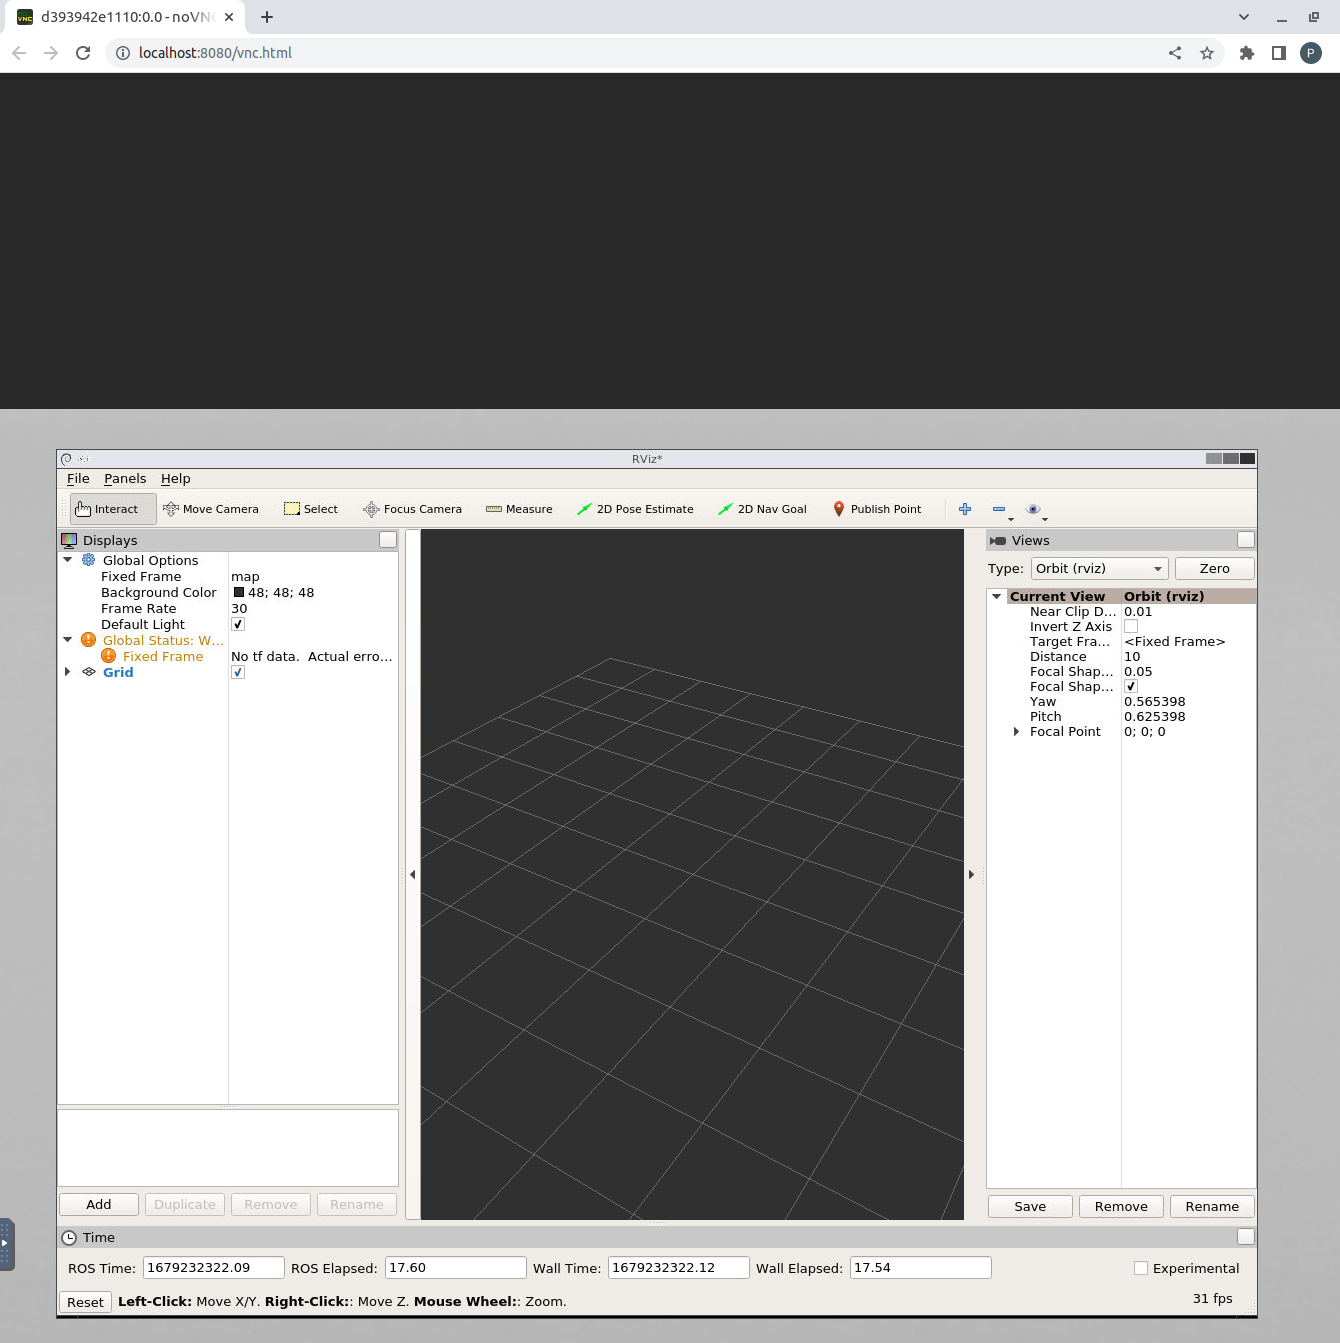 d393942e1110:0.0 - noVN
localhost:8080/vnc.html
P
RViz*
File Panels Help
Interact Move Camera Select Focus Camera Measure 2D Pose Estimate 2D Nav Goal Publish Point
Displays
Global Options
Fixed Frame map
Background Color 48; 48; 48
Frame Rate 30
Default Light
Global Status: W...
Fixed Frame No tf data.  Actual erro...
Grid
Add Duplicate Remove Rename
Views
Type: Orbit (rviz) Zero
Current View Orbit (rviz)
Near Clip D... 0.01
Invert Z Axis
Target Fra... <Fixed Frame>
Distance 10
Focal Shap... 0.05
Focal Shap...
Yaw 0.565398
Pitch 0.625398
Focal Point 0; 0; 0
Save Remove Rename
Time
ROS Time: 1679232322.09 ROS Elapsed: 17.60 Wall Time: 1679232322.12 Wall Elapsed: 17.54 Experimental
Reset Left-Click: Move X/Y. Right-Click:: Move Z. Mouse Wheel:: Zoom. 31 fps